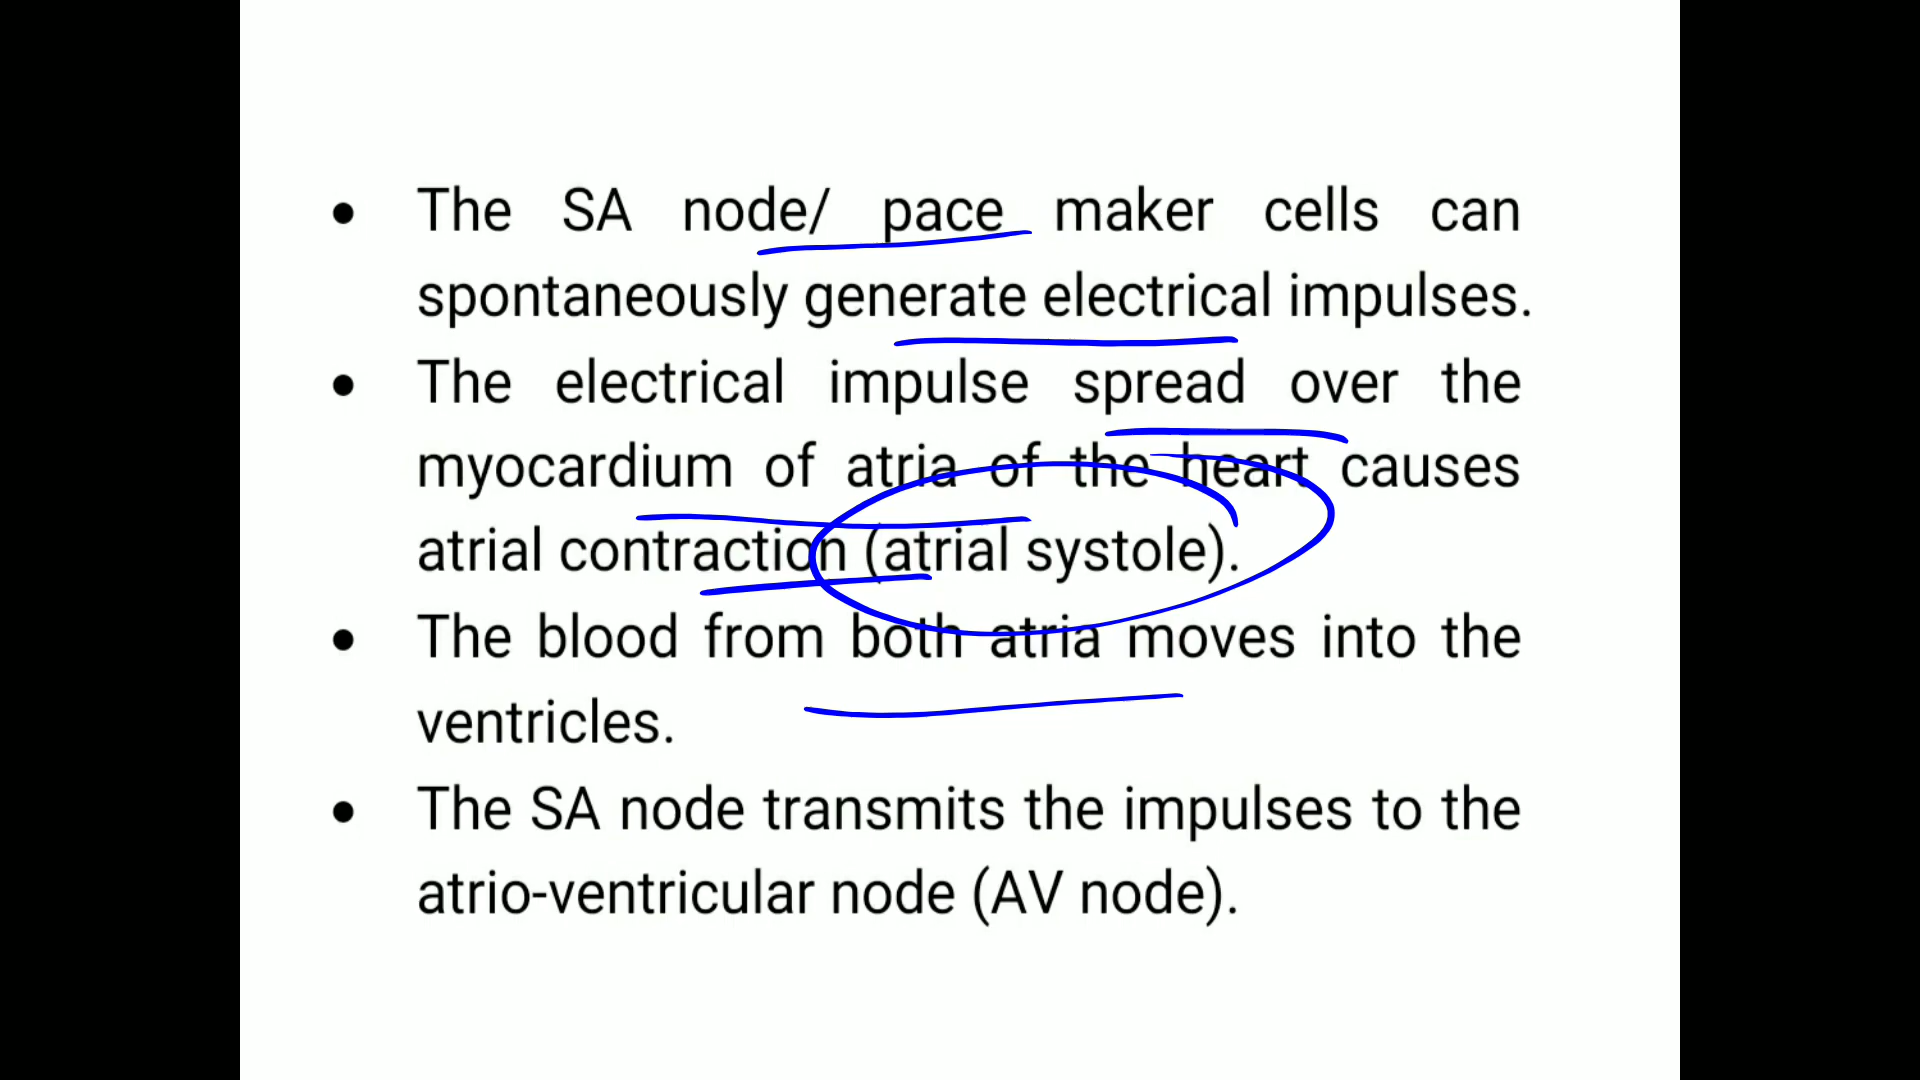 • The SA node/ pace maker cells can
spontaneously generate electrical impulses.
• The electrical impulse spread over the
myocardium of atria of the heart causes
atrial contraction (atrial systole).
• The blood from both atria moves into the
ventricles.
• The SA node transmits the impulses to the
atrio-ventricular node (AV node).